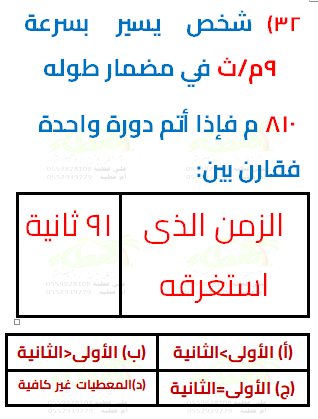 ٣٢) شخص يسير بسرعة
٩م/ث في مضمار طوله
٨١٠ م فإذا أتم دورة واحدة
فقارن بين:
الزمن الذى استغرقه
٩١ ثانية
(أ) الأولى>الثانية
(ب) الأولى<الثانية
(ج) الأولى=الثانية
(د)المعطيات غير كافية